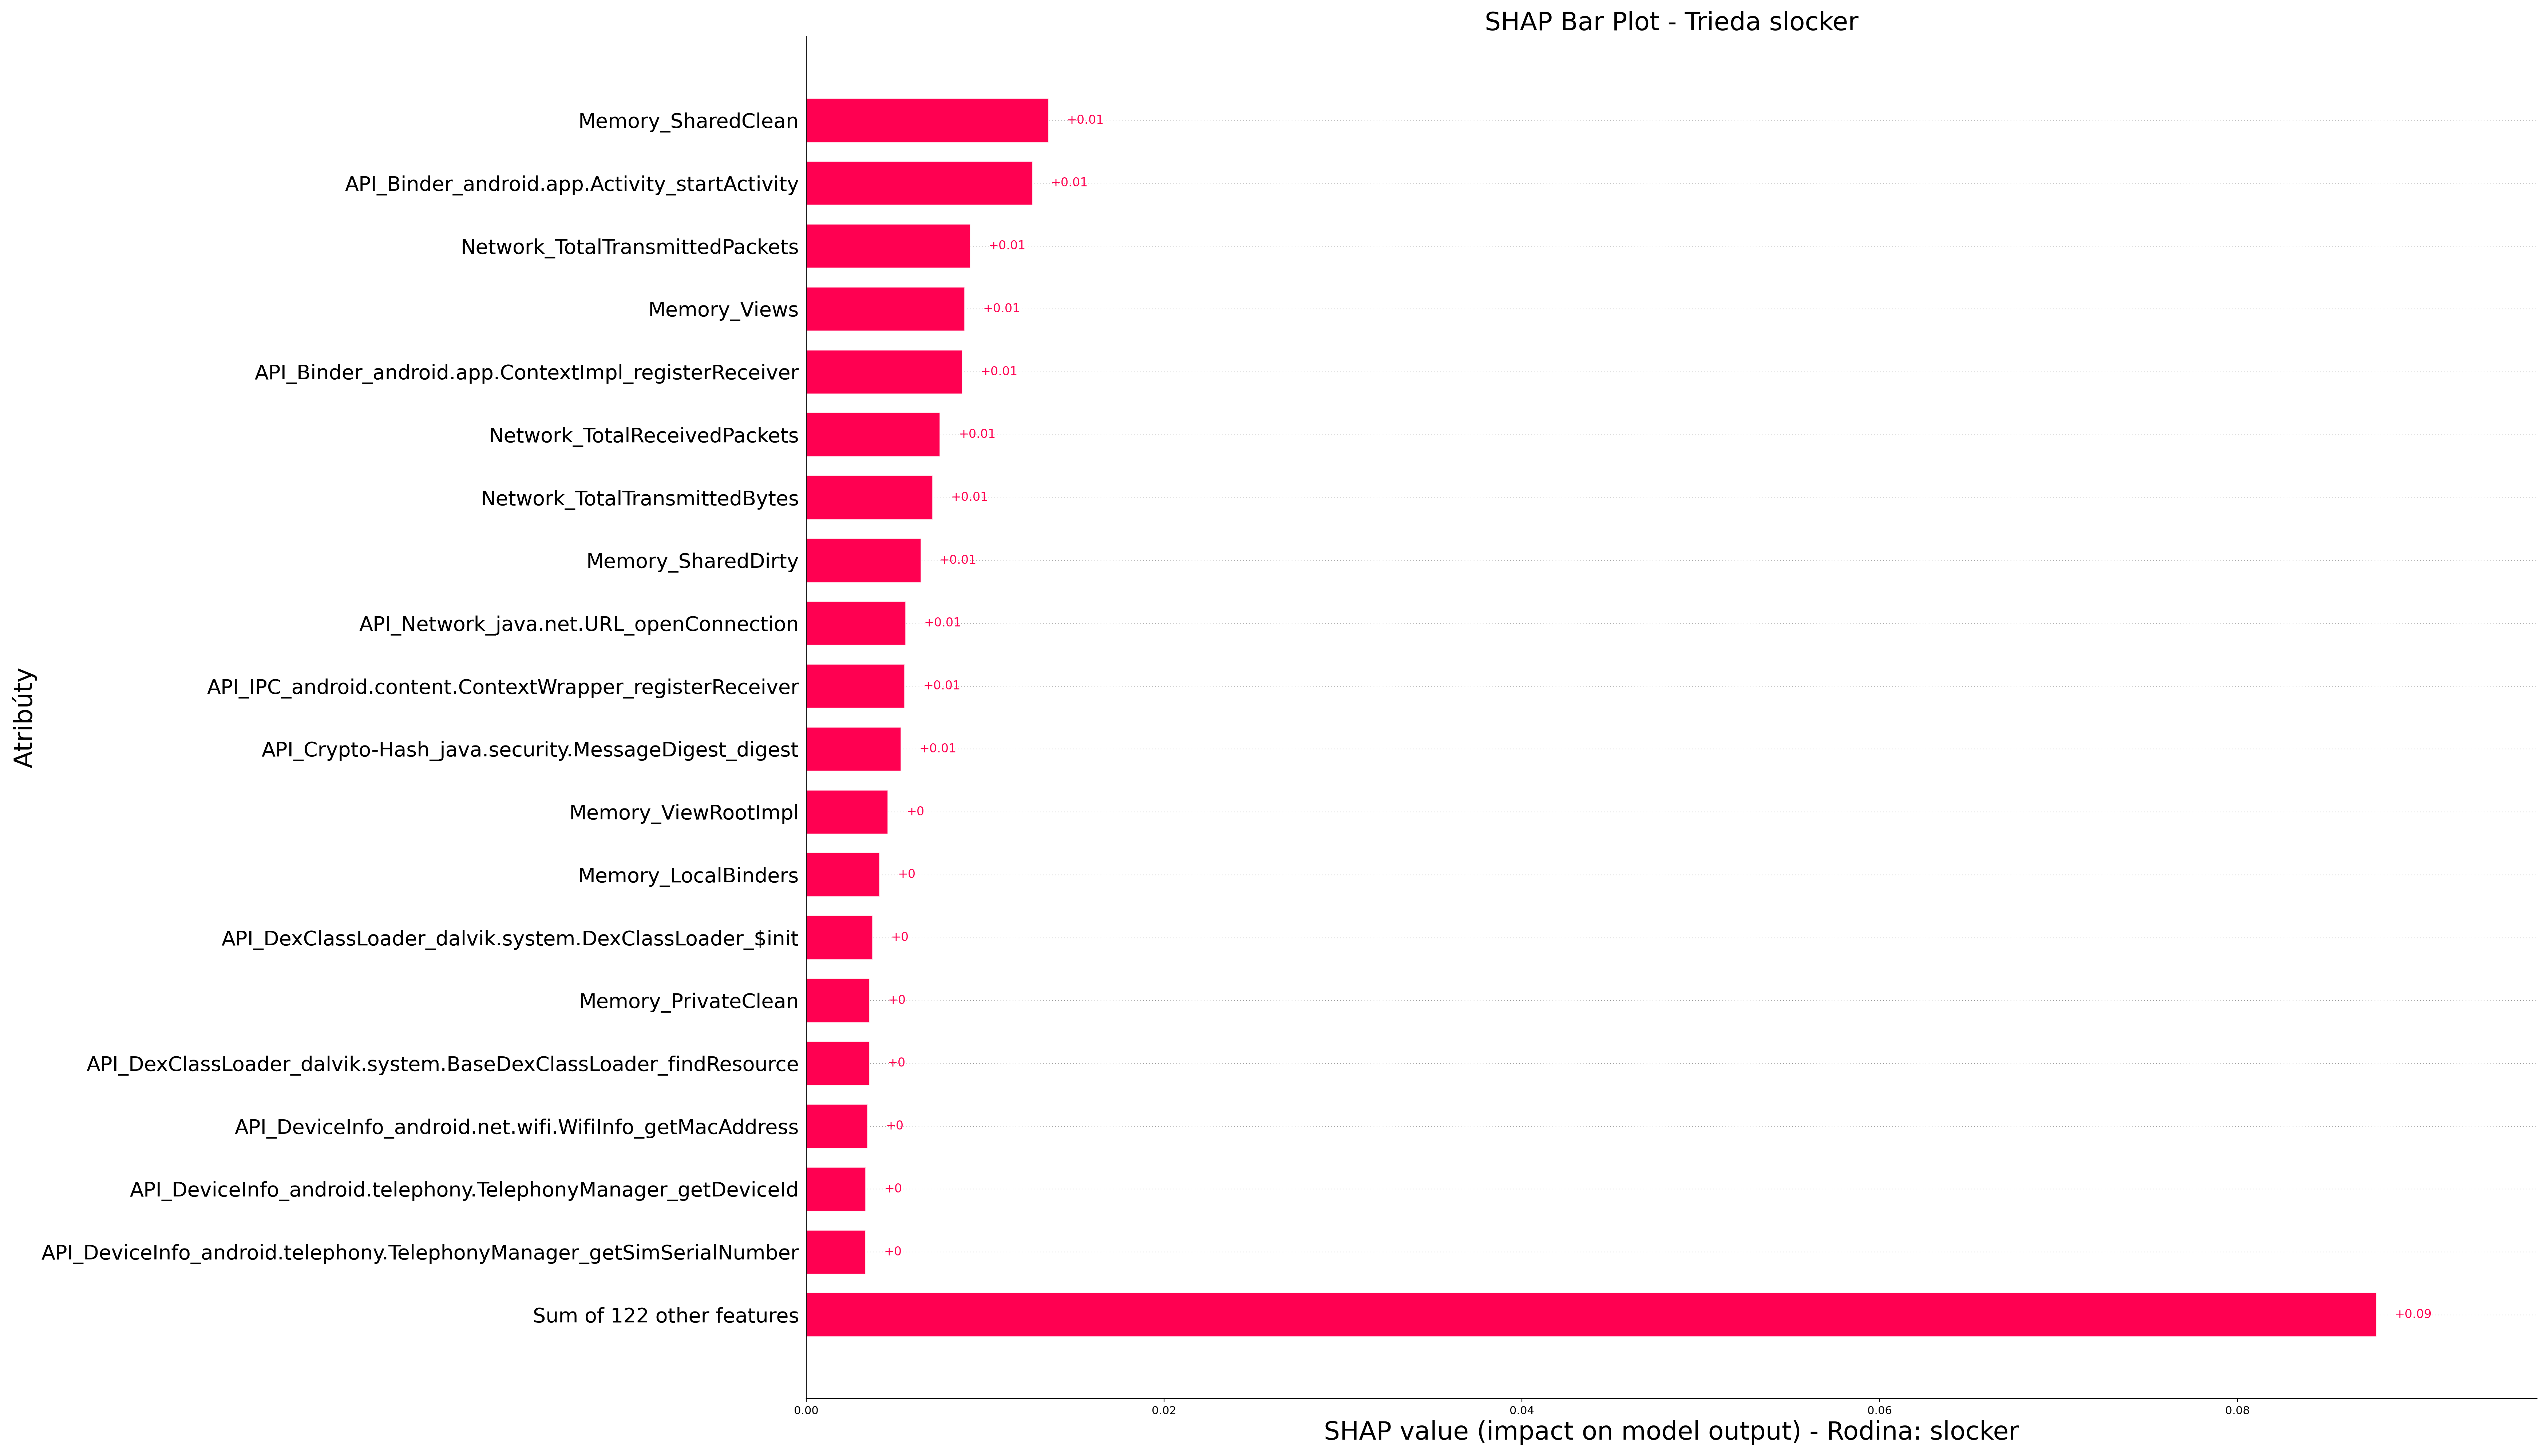 SHAP Bar Plot - Trieda slocker
Memory_SharedClean +0.01
API_Binder_android.app.Activity_startActivity +0.01
Network_TotalTransmittedPackets +0.01
Memory_Views +0.01
API_Binder_android.app.ContextImpl_registerReceiver +0.01
Network_TotalReceivedPackets +0.01
Network_TotalTransmittedBytes +0.01
Memory_SharedDirty +0.01
API_Network_java.net.URL_openConnection +0.01
API_IPC_android.content.ContextWrapper_registerReceiver +0.01
API_Crypto-Hash_java.security.MessageDigest_digest +0.01
Memory_ViewRootImpl +0
Memory_LocalBinders +0
API_DexClassLoader_dalvik.system.DexClassLoader_$init +0
Memory_PrivateClean +0
API_DexClassLoader_dalvik.system.BaseDexClassLoader_findResource +0
API_DeviceInfo_android.net.wifi.WifiInfo_getMacAddress +0
API_DeviceInfo_android.telephony.TelephonyManager_getDeviceId +0
API_DeviceInfo_android.telephony.TelephonyManager_getSimSerialNumber +0
Sum of 122 other features +0.09
Atribúty
0.00 0.02 0.04 0.06 0.08
SHAP value (impact on model output) - Rodina: slocker